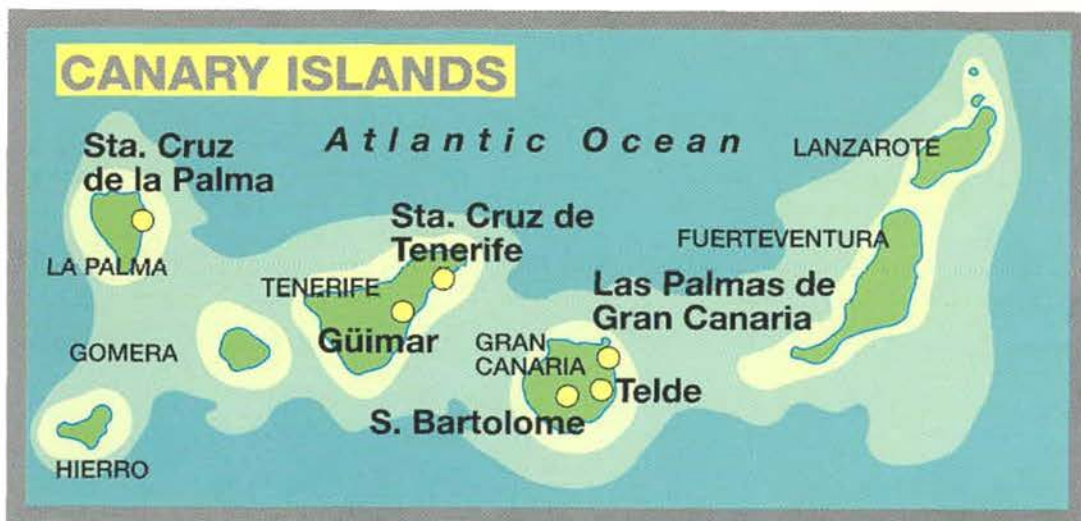 CANARY ISLANDS
Atlantic Ocean
Sta. Cruz
de la Palma
LA PALMA
LANZAROTE
Sta. Cruz de
Tenerife
FUERTEVENTURA
TENERIFE
Güimar
Las Palmas de
Gran Canaria
GOMERA
GRAN
CANARIA
Telde
S. Bartolome
HIERRO